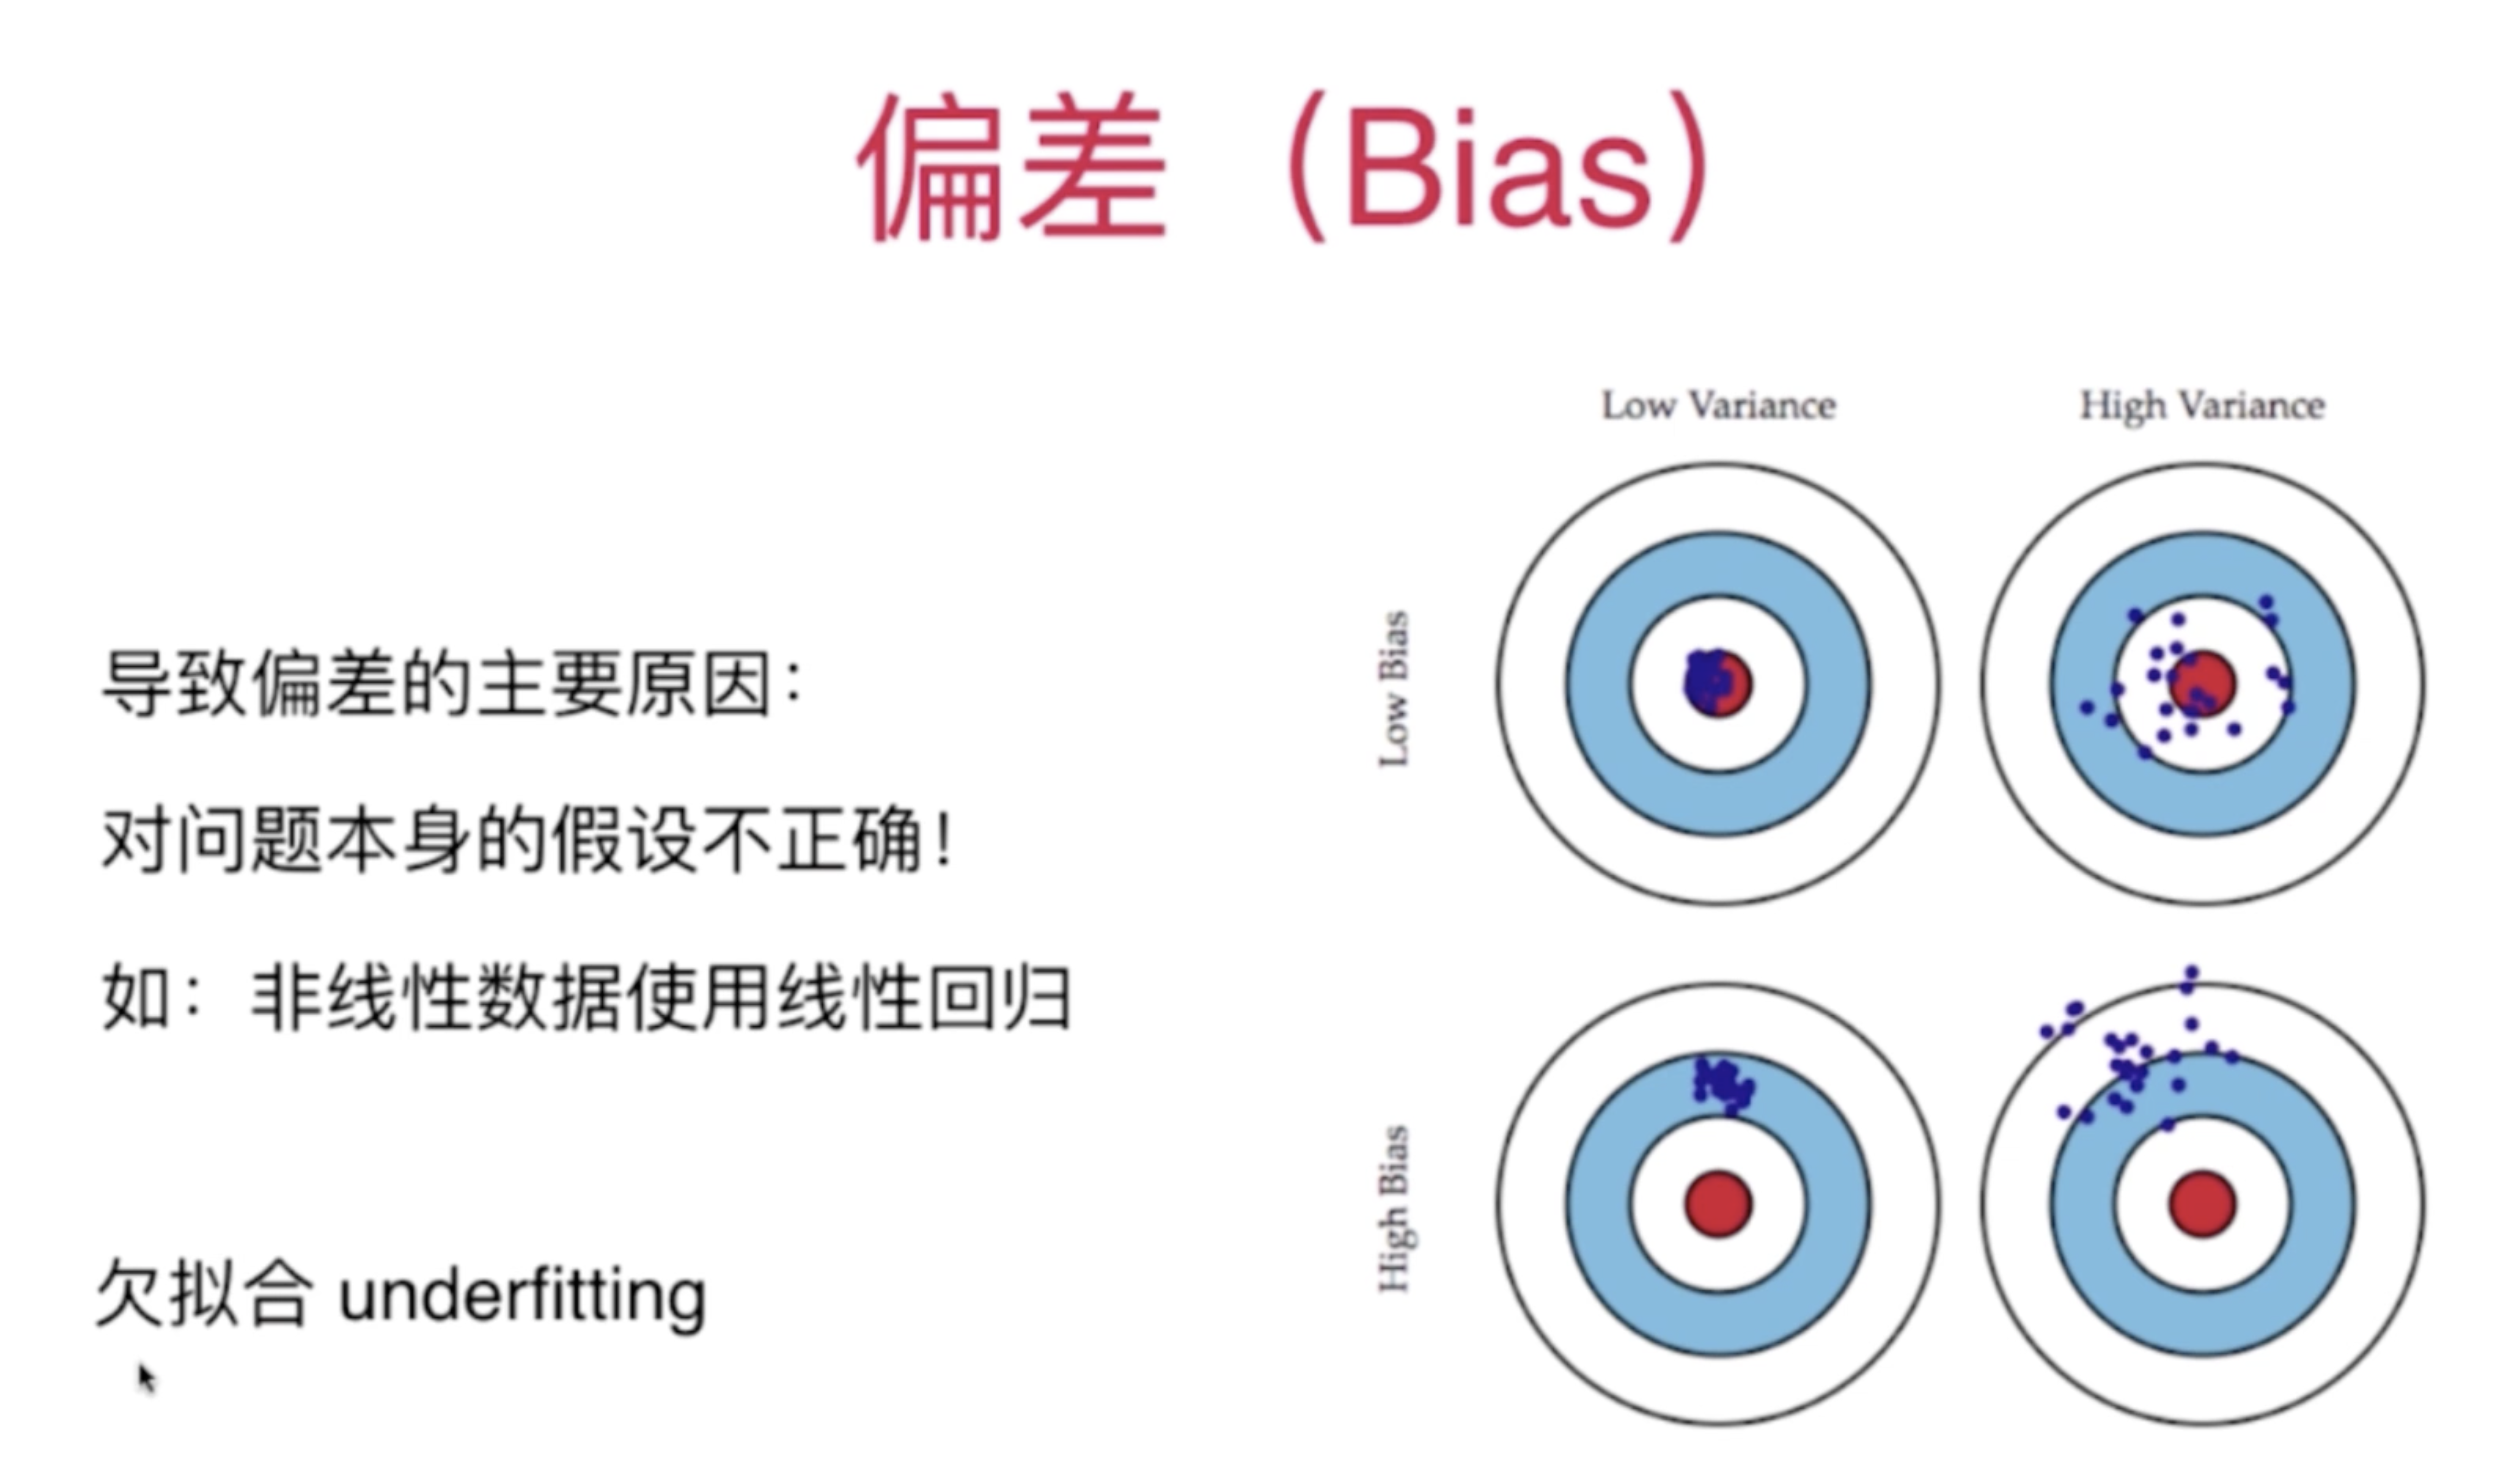 偏差（Bias）
Low Variance
High Variance
Low Bias
导致偏差的主要原因：
对问题本身的假设不正确！
如：非线性数据使用线性回归
High Bias
欠拟合 underfitting